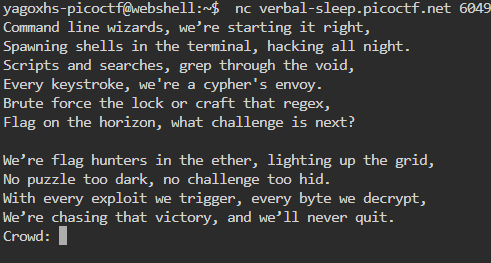 yagoxhs-picoctf@webshell:~$  nc verbal-sleep.picoctf.net 6049
Command line wizards, we’re starting it right,
Spawning shells in the terminal, hacking all night.
Scripts and searches, grep through the void,
Every keystroke, we're a cypher's envoy.
Brute force the lock or craft that regex,
Flag on the horizon, what challenge is next?

We’re flag hunters in the ether, lighting up the grid,
No puzzle too dark, no challenge too hid.
With every exploit we trigger, every byte we decrypt,
We’re chasing that victory, and we’ll never quit.
Crowd: